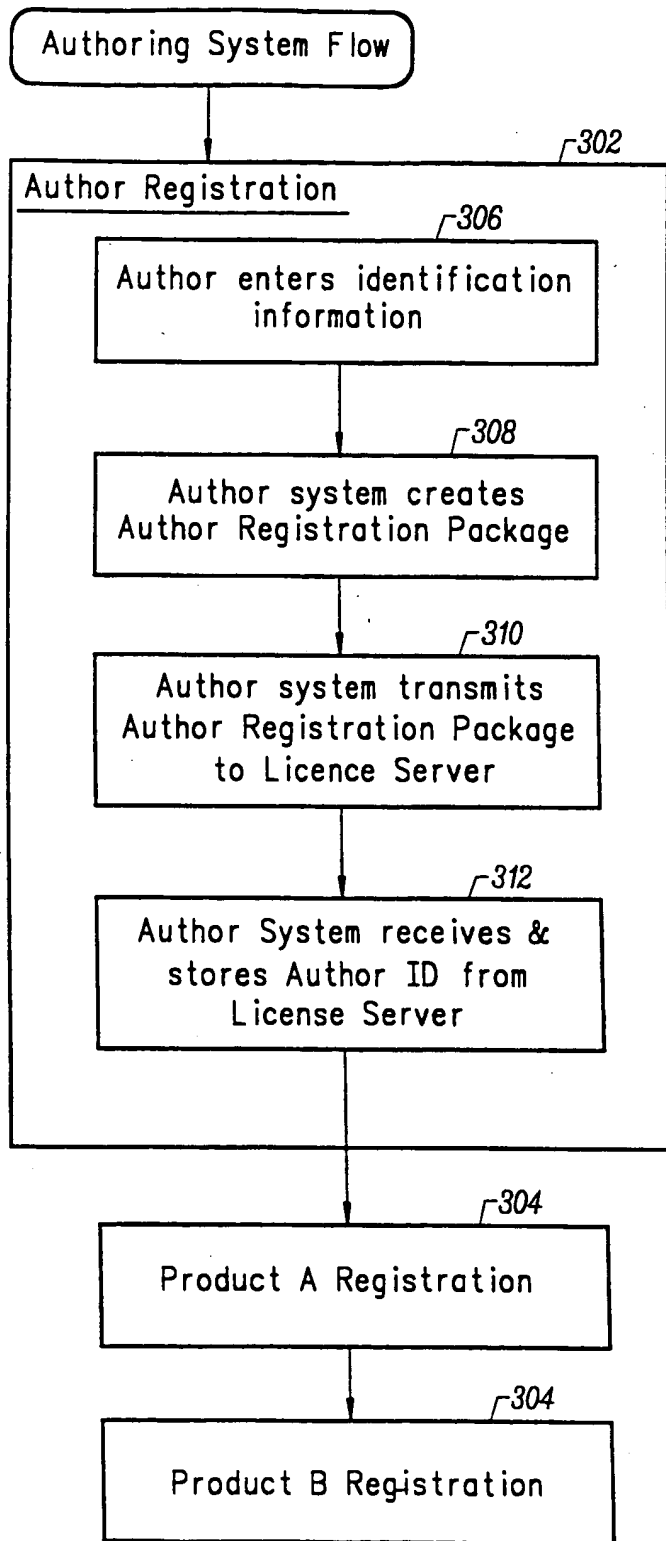 Authoring System Flow
302
Author Registration
306
Author enters identification
information
308
Author system creates
Author Registration Package
310
Author system transmits
Author Registration Package
to Licence Server
312
Author System receives &
stores Author ID from
License Server
304
Product A Registration
304
Product B Registration